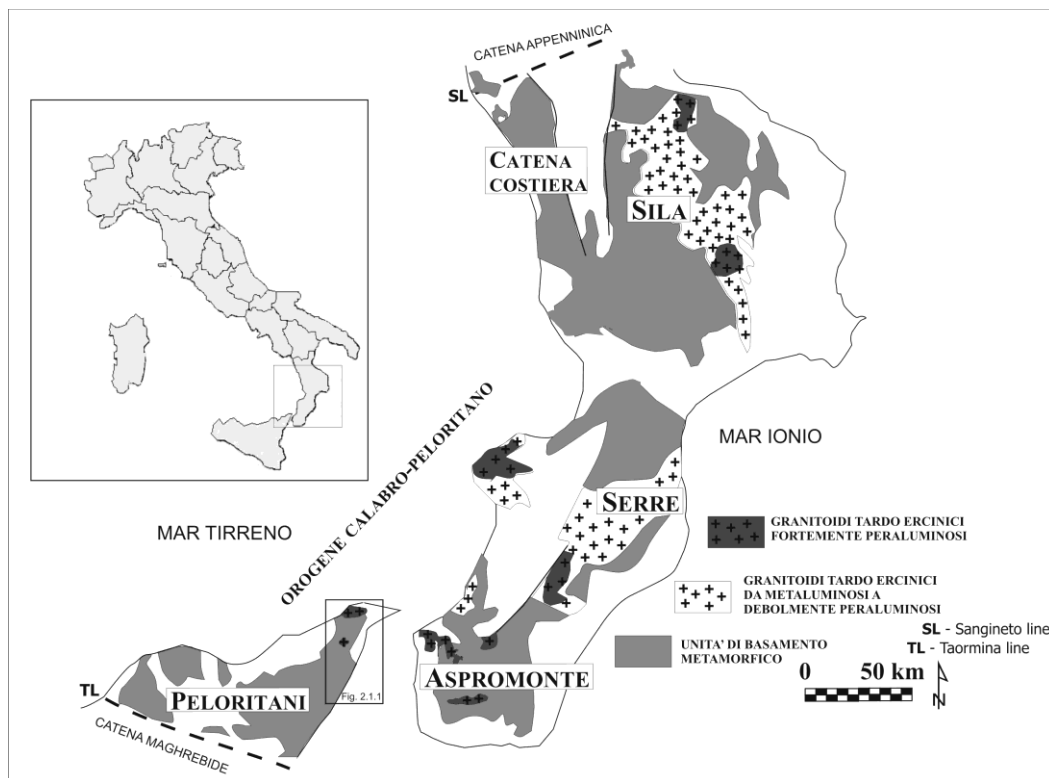 CATENA APPENNINICA
SL
CATENA
COSTIERA
SILA
OROGENE CALABRO-PELORITANO
MAR IONIO
SERRE
MAR TIRRENO
GRANITOIDI TARDO ERCINICI
FORTEMENTE PERALUMINOSI
GRANITOIDI TARDO ERCINICI
DA METALUMINOSI A
DEBOLMENTE PERALUMINOSI
UNITA' DI BASAMENTO
METAMORFICO
SL - Sangineto line
TL - Taormina line
0 50 km
N
ASPROMONTE
PELORITANI
Fig. 2.1.1
TL
CATENA MAGHREBIDE